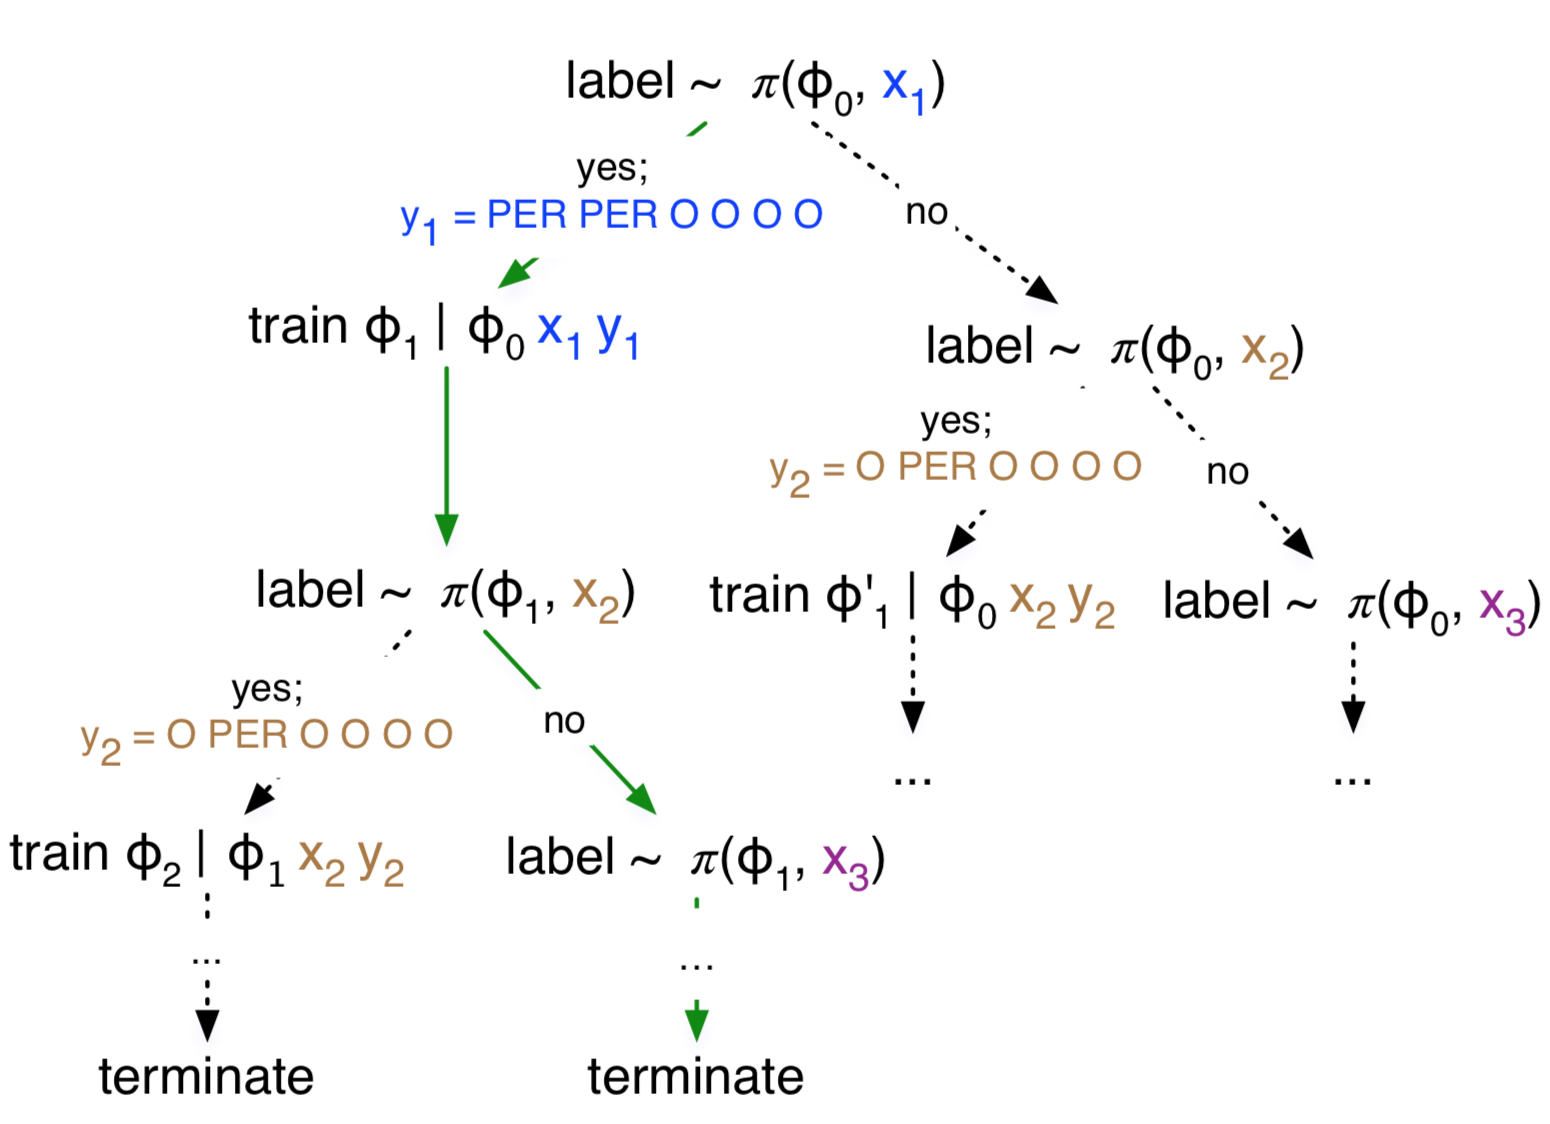 label ~ π(ϕ₀, x₁)
yes;
y₁ = PER PER O O O O
no
train ϕ₁ | ϕ₀ x₁ y₁
label ~ π(ϕ₀, x₂)
yes;
y₂ = O PER O O O O
no
label ~ π(ϕ₁, x₂)
train ϕ'₁ | ϕ₀ x₂ y₂
label ~ π(ϕ₀, x₃)
yes;
y₂ = O PER O O O O
no
...
...
train ϕ₂ | ϕ₁ x₂ y₂
label ~ π(ϕ₁, x₃)
...
...
terminate
terminate